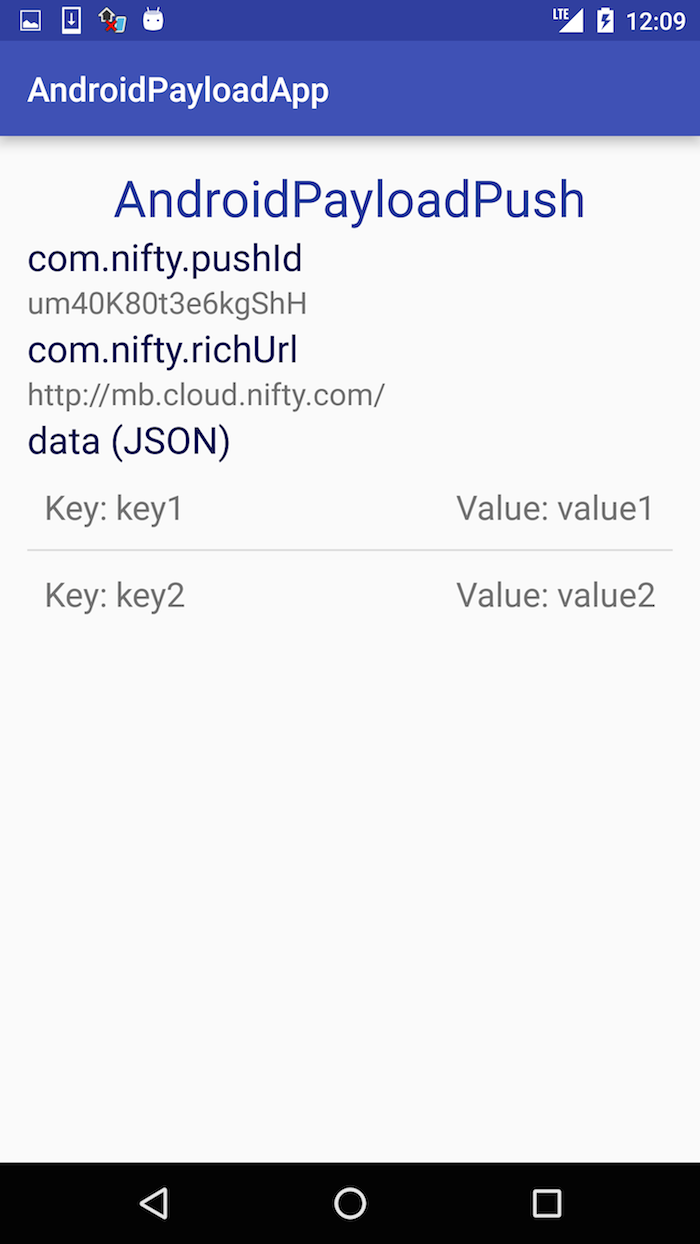 LTE 12:09
AndroidPayloadApp
AndroidPayloadPush
com.nifty.pushId
um40K80t3e6kgShH
com.nifty.richUrl
http://mb.cloud.nifty.com/
data (JSON)
Key: key1 Value: value1
Key: key2 Value: value2